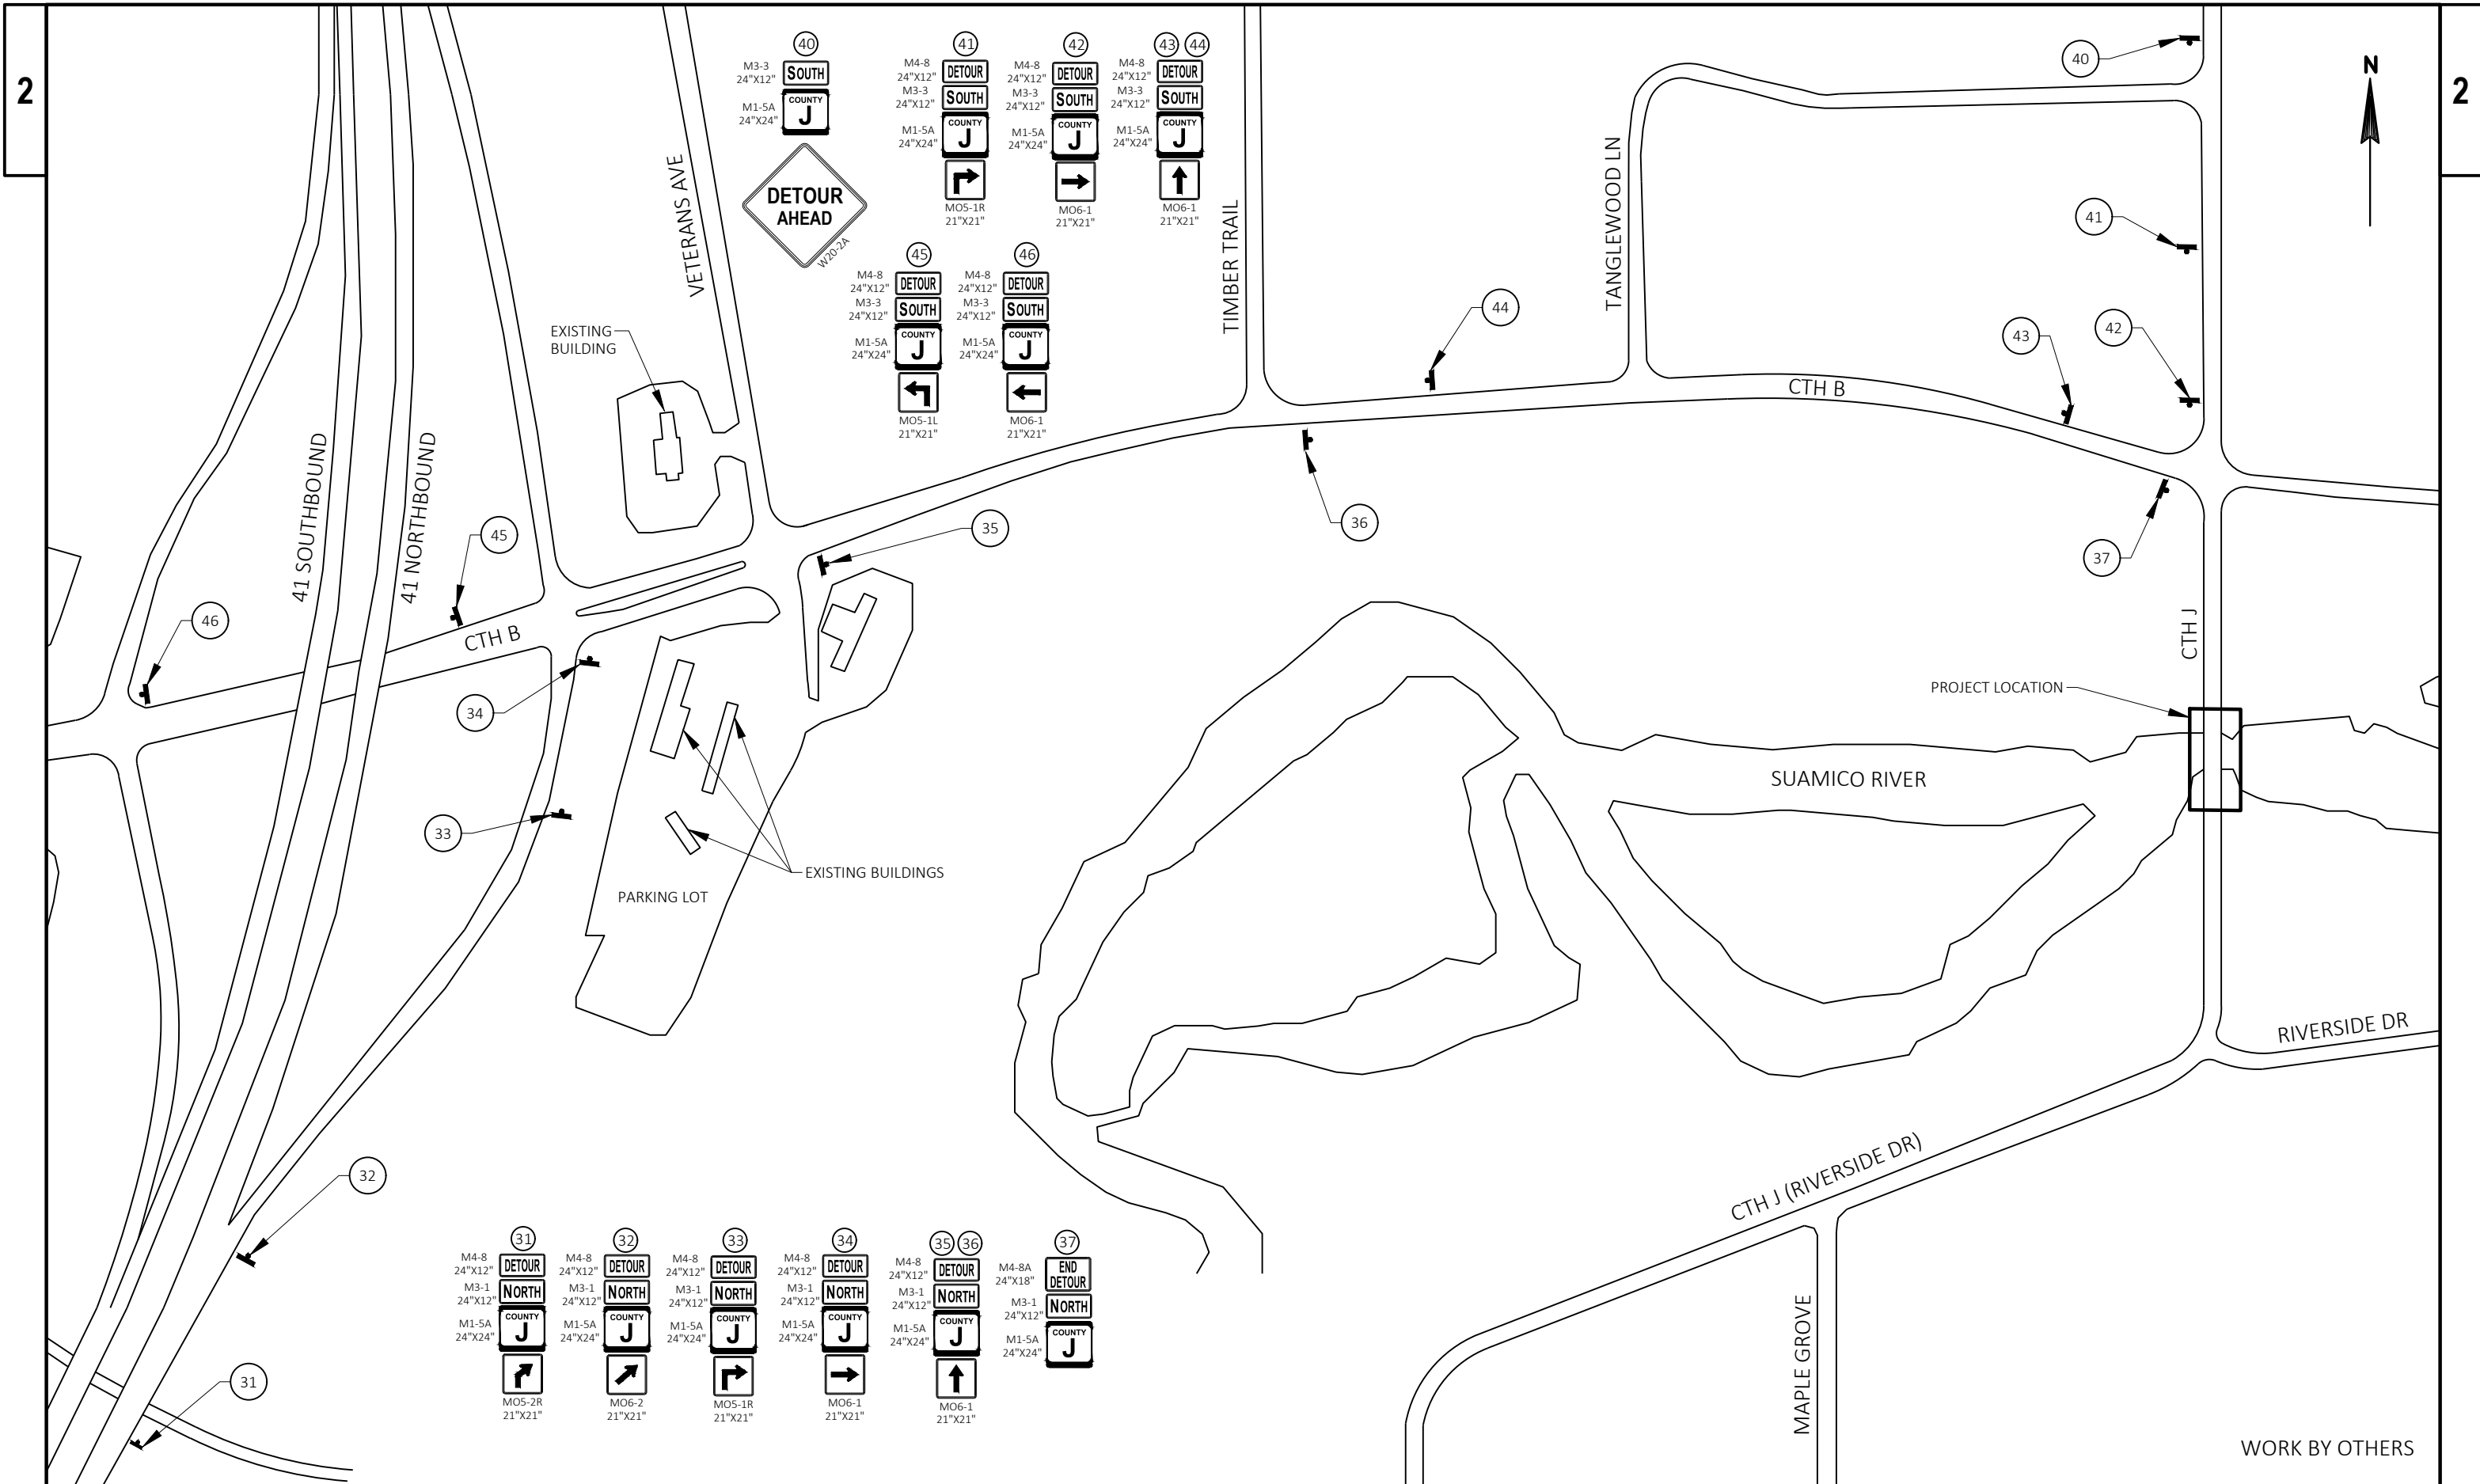 2
2
N
40
M3-3
24"X12"
SOUTH
M1-5A
24"X24"
COUNTY
J
DETOUR
AHEAD
W20-2A
41
M4-8
24"X12"
DETOUR
M3-3
24"X12"
SOUTH
M1-5A
24"X24"
COUNTY
J
MO5-1R
21"X21"
42
M4-8
24"X12"
DETOUR
M3-3
24"X12"
SOUTH
M1-5A
24"X24"
COUNTY
J
MO6-1
21"X21"
43 44
M4-8
24"X12"
DETOUR
M3-3
24"X12"
SOUTH
M1-5A
24"X24"
COUNTY
J
MO6-1
21"X21"
45
M4-8
24"X12"
DETOUR
M3-3
24"X12"
SOUTH
M1-5A
24"X24"
COUNTY
J
MO5-1L
21"X21"
46
M4-8
24"X12"
DETOUR
M3-3
24"X12"
SOUTH
M1-5A
24"X24"
COUNTY
J
MO6-1
21"X21"
VETERANS AVE
TIMBER TRAIL
TANGLEWOOD LN
40
41
42
43
44
EXISTING
BUILDING
CTH B
41 SOUTHBOUND
41 NORTHBOUND
45
46
CTH B
35
36
37
CTH J
34
33
PROJECT LOCATION
SUAMICO RIVER
EXISTING BUILDINGS
PARKING LOT
RIVERSIDE DR
CTH J (RIVERSIDE DR)
MAPLE GROVE
32
31
31
M4-8
24"X12"
DETOUR
M3-1
24"X12"
NORTH
M1-5A
24"X24"
COUNTY
J
MO5-2R
21"X21"
32
M4-8
24"X12"
DETOUR
M3-1
24"X12"
NORTH
M1-5A
24"X24"
COUNTY
J
MO6-2
21"X21"
33
M4-8
24"X12"
DETOUR
M3-1
24"X12"
NORTH
M1-5A
24"X24"
COUNTY
J
MO5-1R
21"X21"
34
M4-8
24"X12"
DETOUR
M3-1
24"X12"
NORTH
M1-5A
24"X24"
COUNTY
J
MO6-1
21"X21"
35 36
M4-8
24"X12"
DETOUR
M3-1
24"X12"
NORTH
M1-5A
24"X24"
COUNTY
J
MO6-1
21"X21"
37
M4-8A
24"X18"
END
DETOUR
M3-1
24"X12"
NORTH
M1-5A
24"X24"
COUNTY
J
WORK BY OTHERS